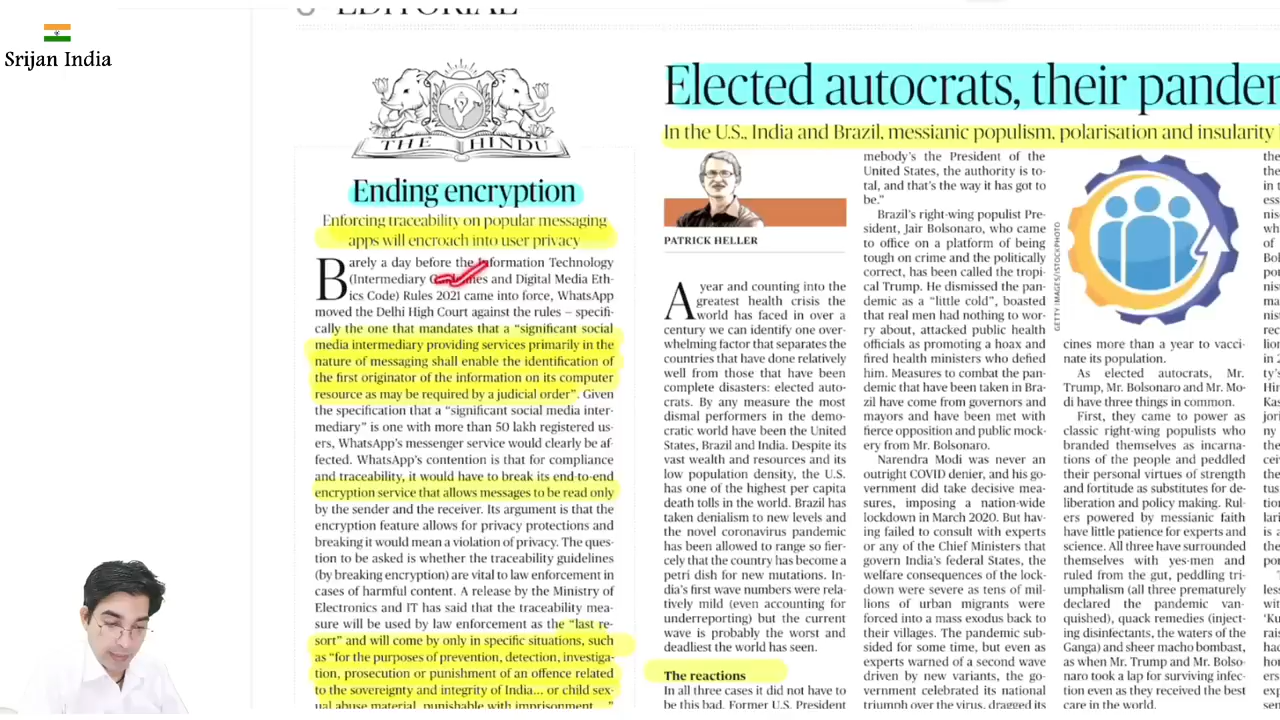 EDITORIAL
Srijan India
THE HINDU
Ending encryption
Enforcing traceability on popular messaging
apps will encroach into user privacy
Barely a day before the Information Technology
(Intermediary Guidelines and Digital Media Eth-
ics Code) Rules 2021 came into force, WhatsApp
moved the Delhi High Court against the rules – specifi-
cally the one that mandates that a “significant social
media intermediary providing services primarily in the
nature of messaging shall enable the identification of
the first originator of the information on its computer
resource as may be required by a judicial order”. Given
the specification that a “significant social media inter-
mediary” is one with more than 50 lakh registered us-
ers, WhatsApp’s messenger service would clearly be af-
fected. WhatsApp’s contention is that for compliance
and traceability, it would have to break its end-to-end
encryption service that allows messages to be read only
by the sender and the receiver. Its argument is that the
encryption feature allows for privacy protections and
breaking it would mean a violation of privacy. The ques-
tion to be asked is whether the traceability guidelines
(by breaking encryption) are vital to law enforcement in
cases of harmful content. A release by the Ministry of
Electronics and IT has said that the traceability mea-
sure will be used by law enforcement as the “last re-
sort” and will come by only in specific situations, such
as “for the purposes of prevention, detection, investiga-
tion, prosecution or punishment of an offence related
to the sovereignty and integrity of India... or child sex-
ual abuse material, punishable with imprisonment...”
Elected autocrats, their
In the U.S., India and Brazil, messianic populism, polarisation and insularity
PATRICK HELLER
A year and counting into the
greatest health crisis the
world has faced in over a
century we can identify one over-
whelming factor that separates the
countries that have done relatively
well from those that have been
complete disasters: elected auto-
crats. By any measure the most
dismal performers in the demo-
cratic world have been the United
States, Brazil and India. Despite its
vast wealth and resources and its
low population density, the U.S.
has one of the highest per capita
death tolls in the world. Brazil has
taken denialism to new levels and
the novel coronavirus pandemic
has been allowed to range so fier-
cely that the country has become a
petri dish for new mutations. In-
dia’s first wave numbers were rela-
tively mild (even accounting for
underreporting) but the current
wave is probably the worst and
deadliest the world has seen.
The reactions
In all three cases it did not have to
be this bad. Former U.S. President
mebody’s the President of the
United States, the authority is to-
tal, and that’s the way it has got to
be.”
Brazil’s right-wing populist Pre-
sident, Jair Bolsonaro, who came
to office on a platform of being
tough on crime and the politically
correct, has been called the tropi-
cal Trump. He dismissed the pan-
demic as a “little cold”, boasted
that real men had nothing to wor-
ry about, attacked public health
officials as promoting a hoax and
fired health ministers who defied
him. Measures to combat the pan-
demic that have been taken in Bra-
zil have come from governors and
mayors and have been met with
fierce opposition and public mock-
ery from Mr. Bolsonaro.
Narendra Modi was never an
outright COVID denier, and his go-
vernment did take decisive mea-
sures, imposing a nation-wide
lockdown in March 2020. But hav-
ing failed to consult with experts
or any of the Chief Ministers that
govern India’s federal States, the
welfare consequences of the lock-
down were severe as tens of mil-
lions of urban migrants were
forced into a mass exodus back to
their villages. The pandemic sub-
sided for some time, but even as
experts warned of a second wave
driven by new variants, the go-
vernment celebrated its national
triumph over the virus, dragged its
GETTY IMAGES/ISTOCKPHOTO
cines more than a year to vacci-
nate its population.
As elected autocrats, Mr.
Trump, Mr. Bolsonaro and Mr. Mo-
di have three things in common.
First, they came to power as
classic right-wing populists who
branded themselves as incarna-
tions of the people and peddled
their personal virtues of strength
and fortitude as substitutes for de-
liberation and policy making. Rul-
ers powered by messianic faith
have little patience for experts and
science. All three have surrounded
themselves with yes-men and
ruled from the gut, peddling tri-
umphalism (all three prematurely
declared the pandemic van-
quished), quack remedies (inject-
ing disinfectants, the waters of the
Ganga) and sheer macho bombast,
as when Mr. Trump and Mr. Bolso-
naro took a lap for surviving infec-
tion even as they received the best
care in the world.